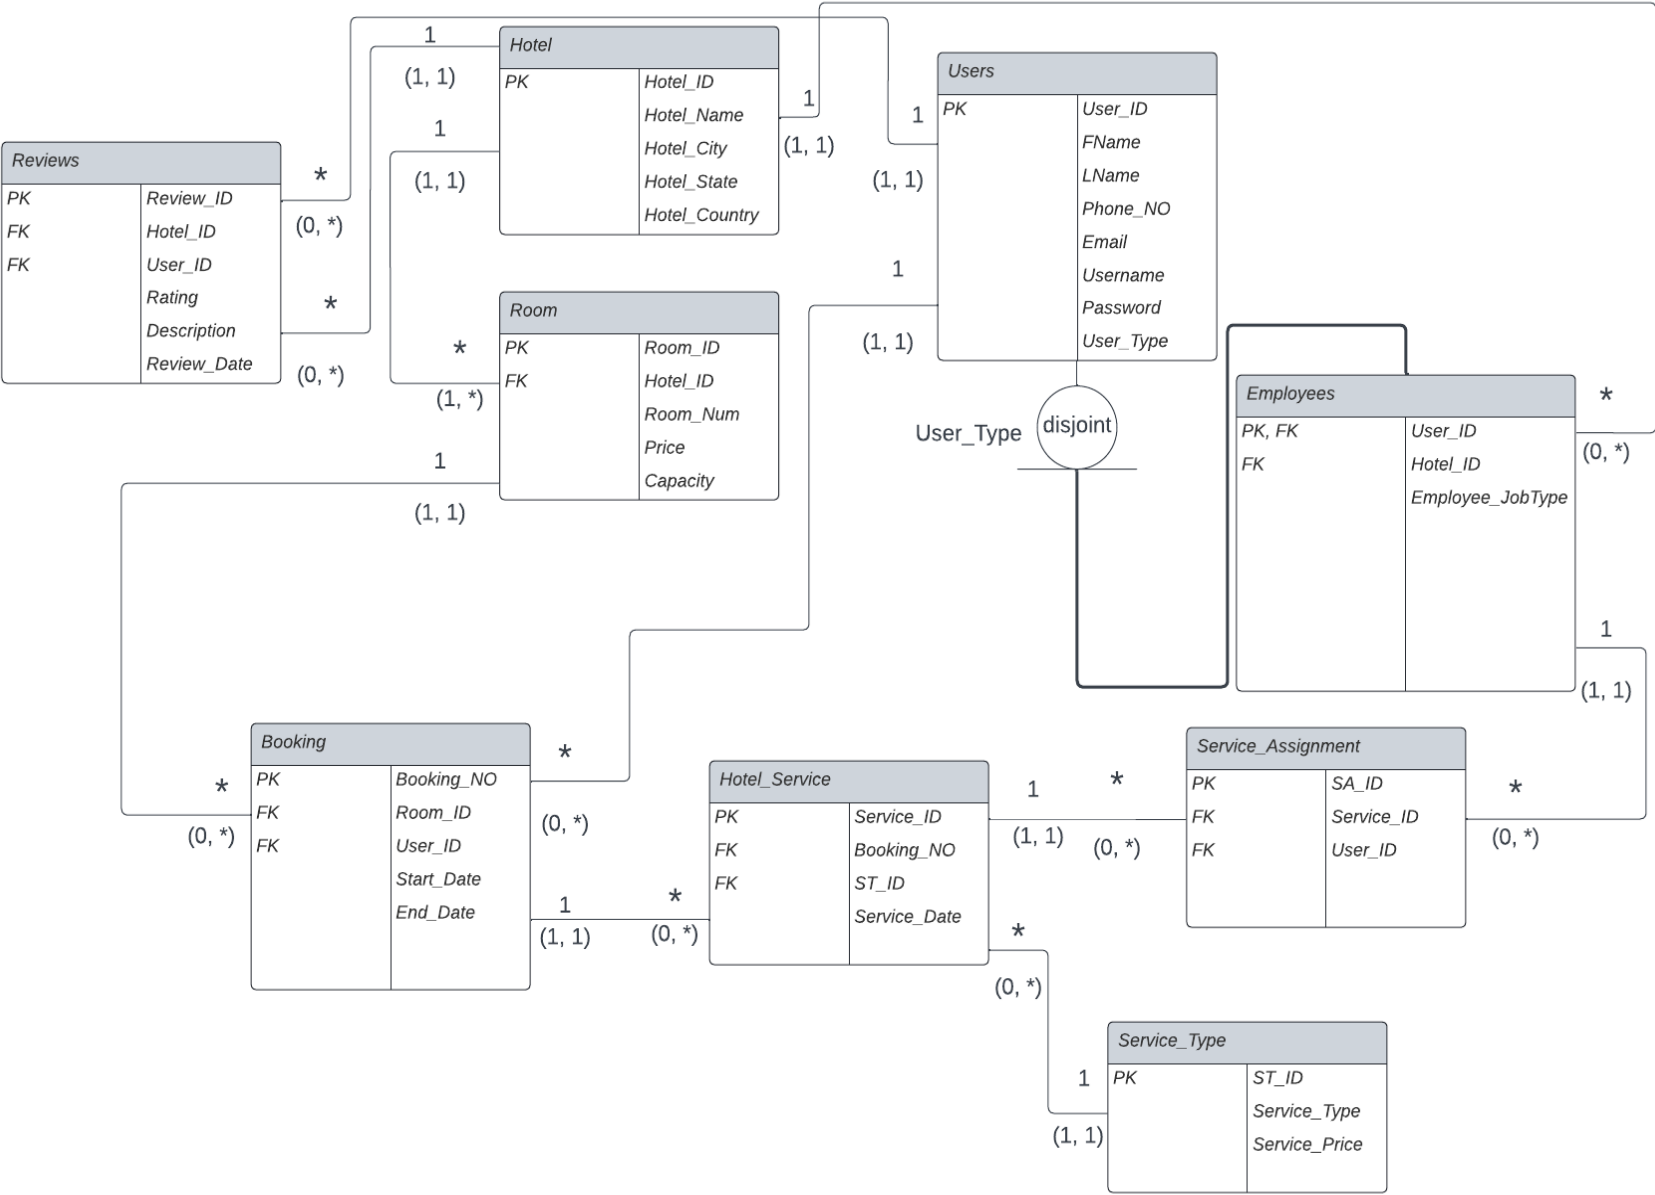 Hotel
PK Hotel_ID
Hotel_Name
Hotel_City
Hotel_State
Hotel_Country
1
(1, 1)
1
(1, 1)
1
(1, 1)
Users
PK User_ID
FName
LName
Phone_NO
Email
Username
Password
User_Type
1
(1, 1)
1
(1, 1)
Reviews
PK Review_ID
FK Hotel_ID
FK User_ID
Rating
Description
Review_Date
*
(0, *)
*
(0, *)
Room
PK Room_ID
FK Hotel_ID
Room_Num
Price
Capacity
*
(1, *)
1
(1, 1)
User_Type
disjoint
Employees
PK, FK User_ID
FK Hotel_ID
Employee_JobType
*
(0, *)
1
(1, 1)
Booking
PK Booking_NO
FK Room_ID
FK User_ID
Start_Date
End_Date
*
(0, *)
*
(0, *)
1
(1, 1)
Hotel_Service
PK Service_ID
FK Booking_NO
FK ST_ID
Service_Date
*
(0, *)
1
(1, 1)
*
(0, *)
Service_Assignment
PK SA_ID
FK Service_ID
FK User_ID
*
(0, *)
*
(0, *)
Service_Type
PK ST_ID
Service_Type
Service_Price
1
(1, 1)